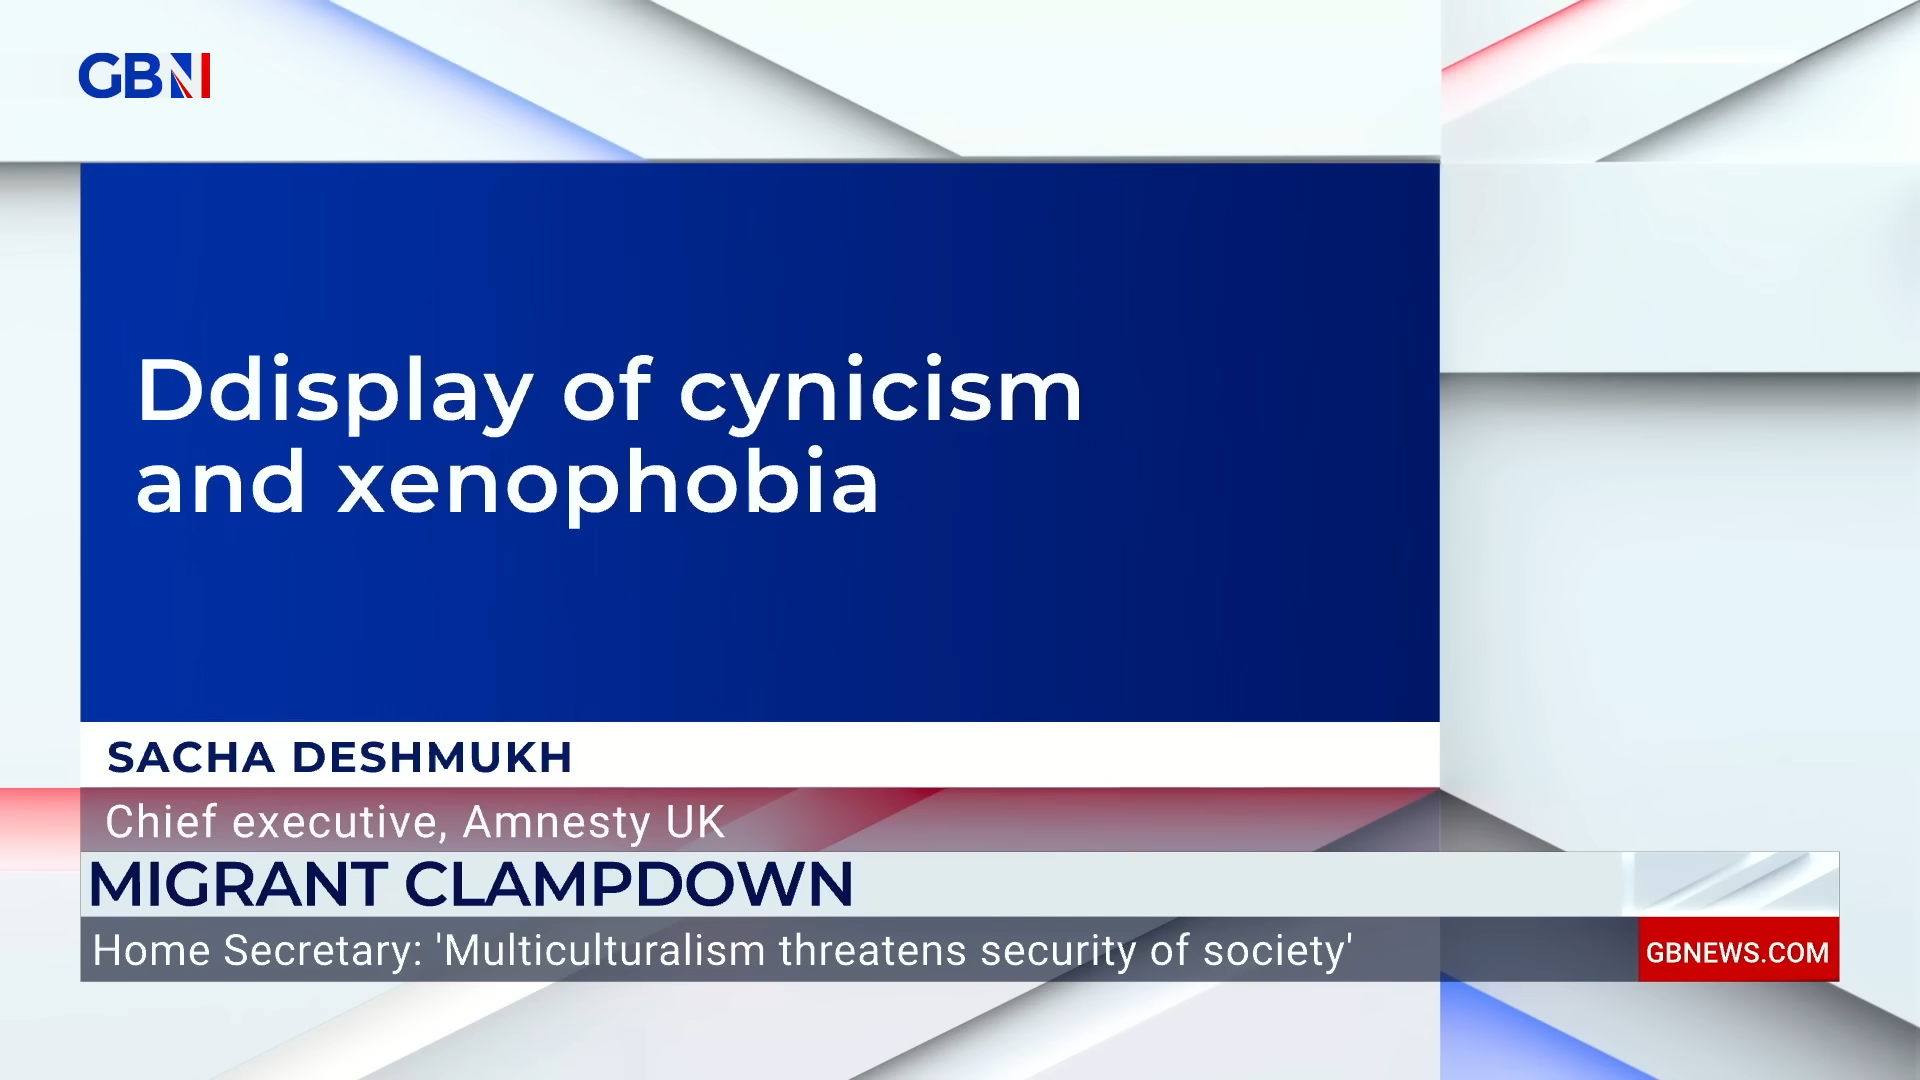 GBN
Ddisplay of cynicism
and xenophobia
SACHA DESHMUKH
Chief executive, Amnesty UK
MIGRANT CLAMPDOWN
Home Secretary: 'Multiculturalism threatens security of society'
GBNEWS.COM